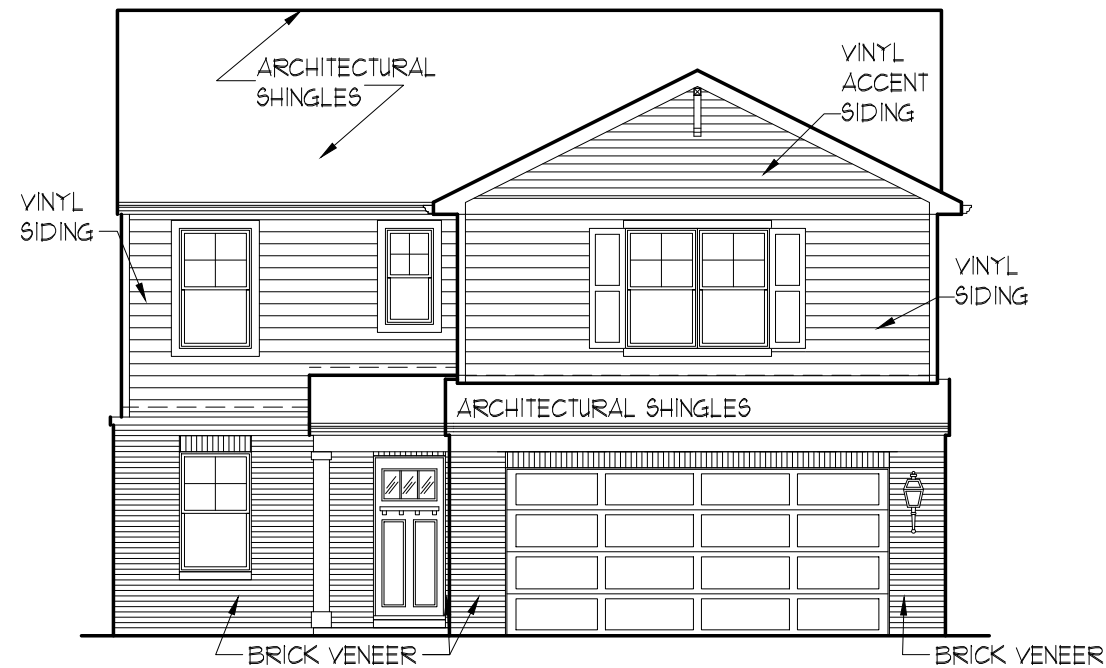 ARCHITECTURAL
SHINGLES
VINYL
ACCENT
SIDING
VINYL
SIDING
VINYL
SIDING
ARCHITECTURAL SHINGLES
BRICK VENEER
BRICK VENEER